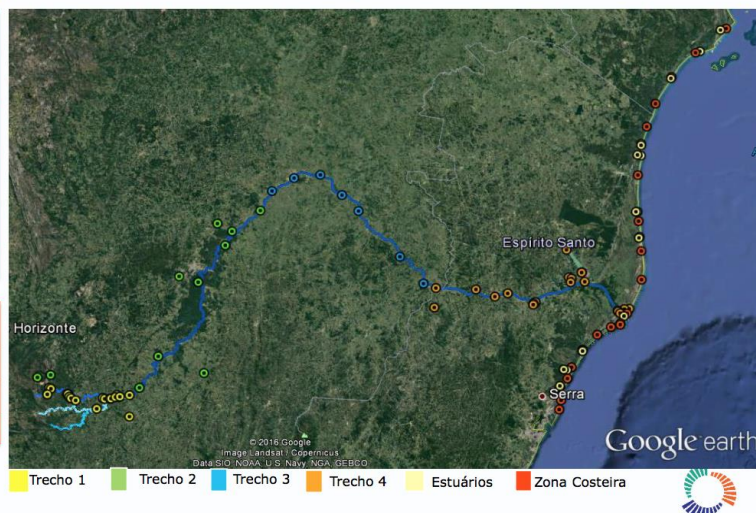 Espírito Santo
Horizonte
Serra
© 2016 Google
Image Landsat / Copernicus
Data SIO, NOAA, U.S. Navy, NGA, GEBCO
Google earth
Trecho 1
Trecho 2
Trecho 3
Trecho 4
Estuários
Zona Costeira